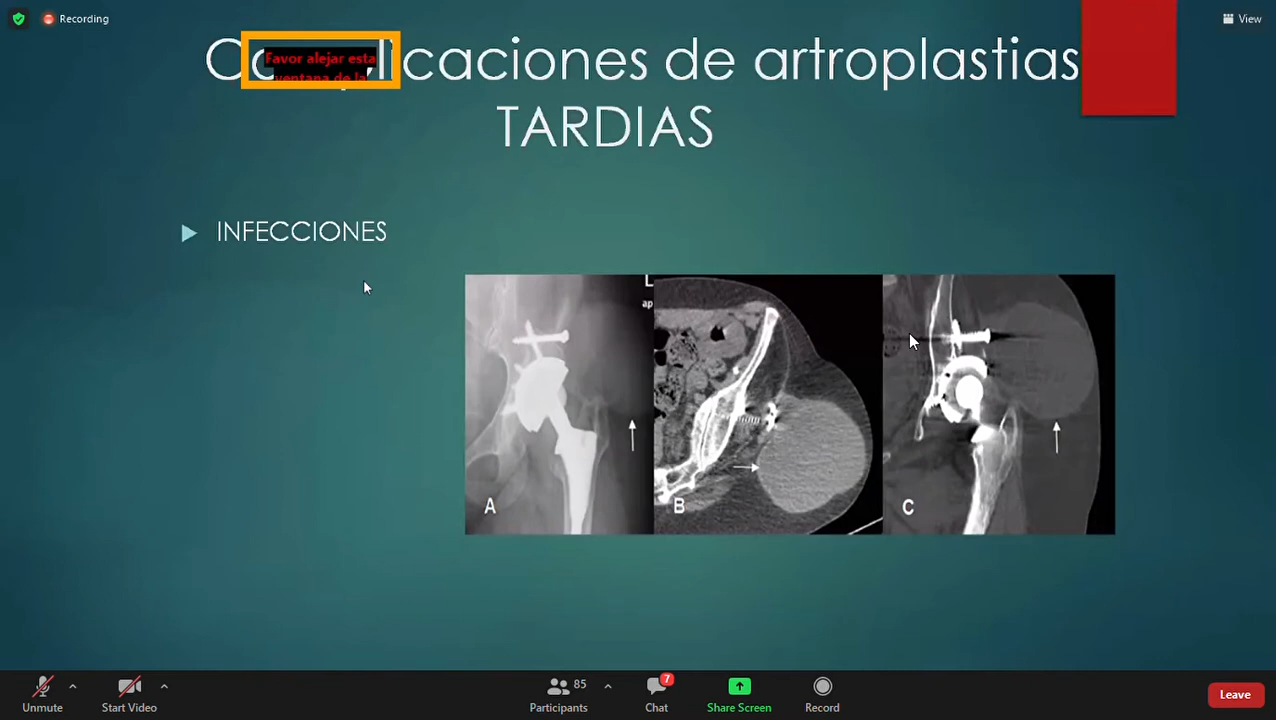 Recording
View
Favor alejar esta
ventana de la
caciones de artroplastias
TARDIAS
INFECCIONES
L
ap
A
B
C
Unmute
Start Video
85
Participants
7
Chat
Share Screen
Record
Leave